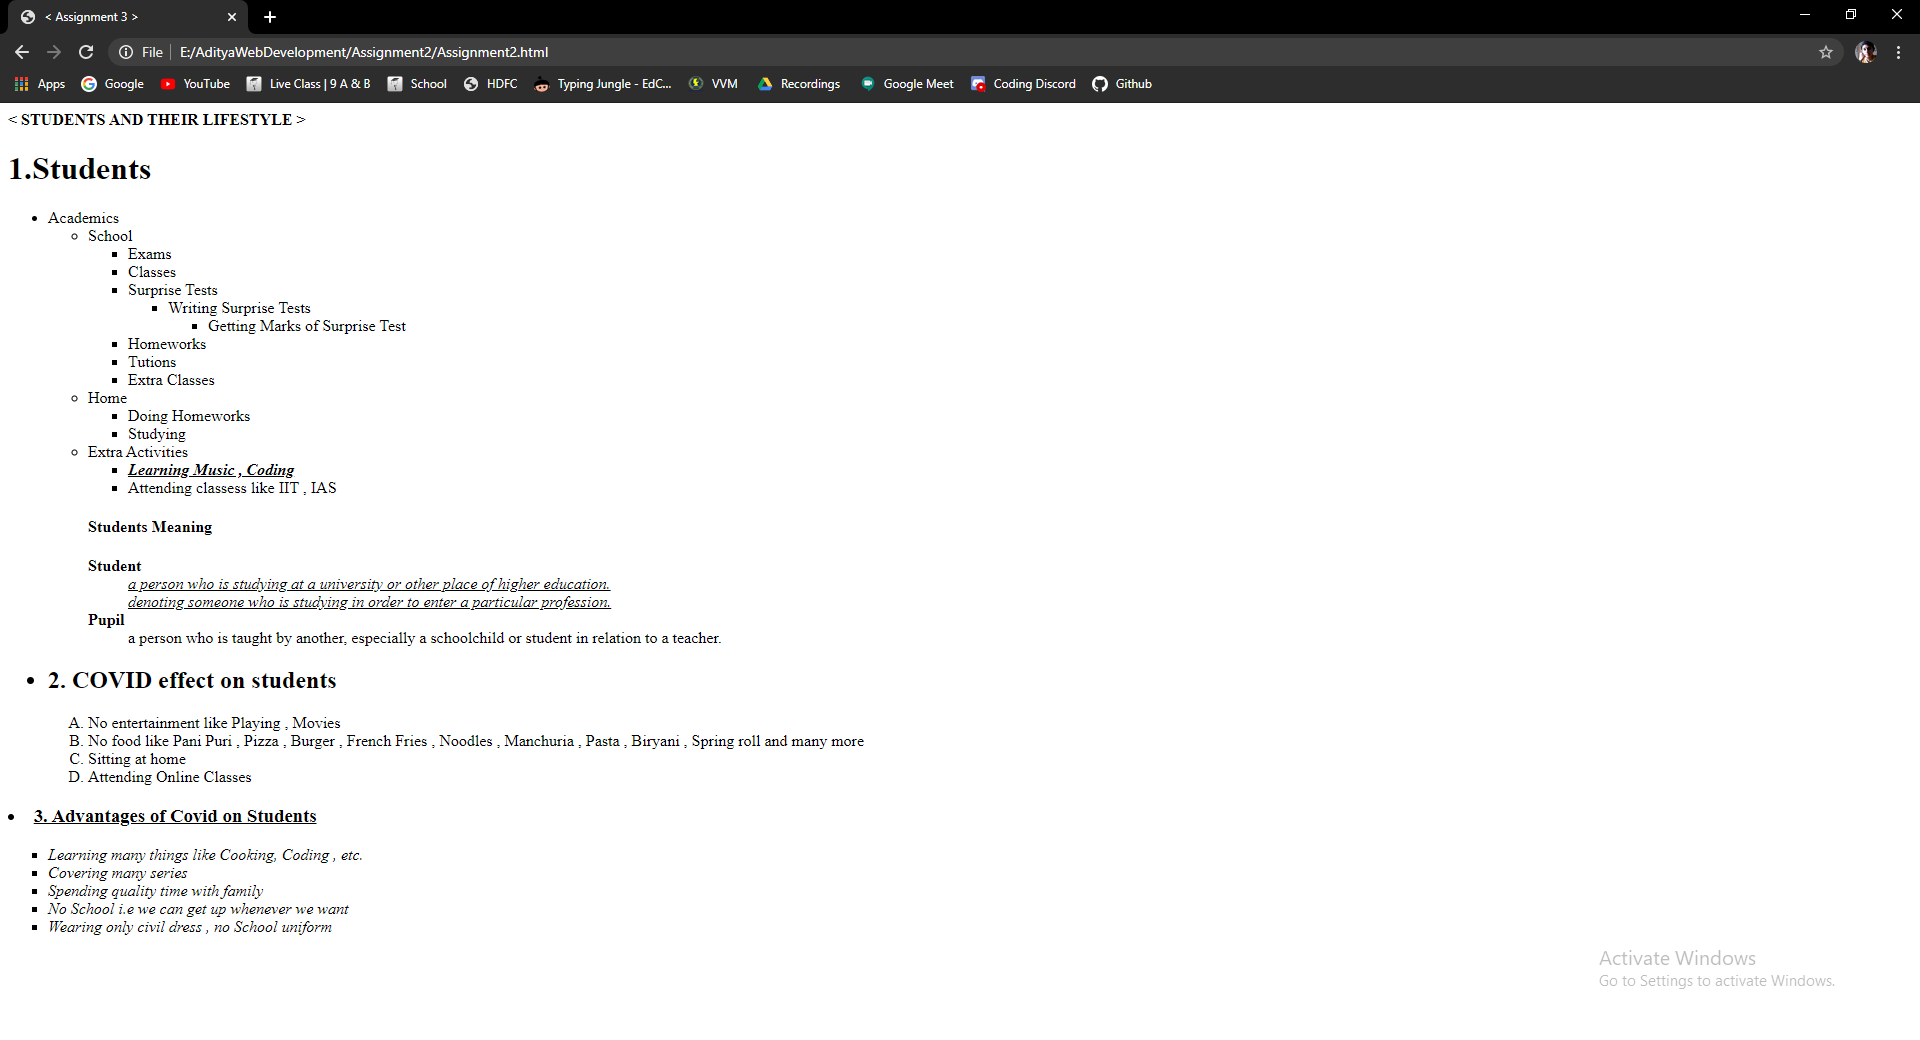 < Assignment 3 >
File E:/AdityaWebDevelopment/Assignment2/Assignment2.html
Apps Google YouTube Live Class | 9 A & B School HDFC Typing Jungle - EdC... VVM Recordings Google Meet Coding Discord Github
< STUDENTS AND THEIR LIFESTYLE >
1.Students
Academics
School
Exams
Classes
Surprise Tests
Writing Surprise Tests
Getting Marks of Surprise Test
Homeworks
Tutions
Extra Classes
Home
Doing Homeworks
Studying
Extra Activities
Learning Music , Coding
Attending classess like IIT , IAS
Students Meaning
Student
a person who is studying at a university or other place of higher education.
denoting someone who is studying in order to enter a particular profession.
Pupil
a person who is taught by another, especially a schoolchild or student in relation to a teacher.
2. COVID effect on students
A. No entertainment like Playing , Movies
B. No food like Pani Puri , Pizza , Burger , French Fries , Noodles , Manchuria , Pasta , Biryani , Spring roll and many more
C. Sitting at home
D. Attending Online Classes
3. Advantages of Covid on Students
Learning many things like Cooking, Coding , etc.
Covering many series
Spending quality time with family
No School i.e we can get up whenever we want
Wearing only civil dress , no School uniform
Activate Windows
Go to Settings to activate Windows.